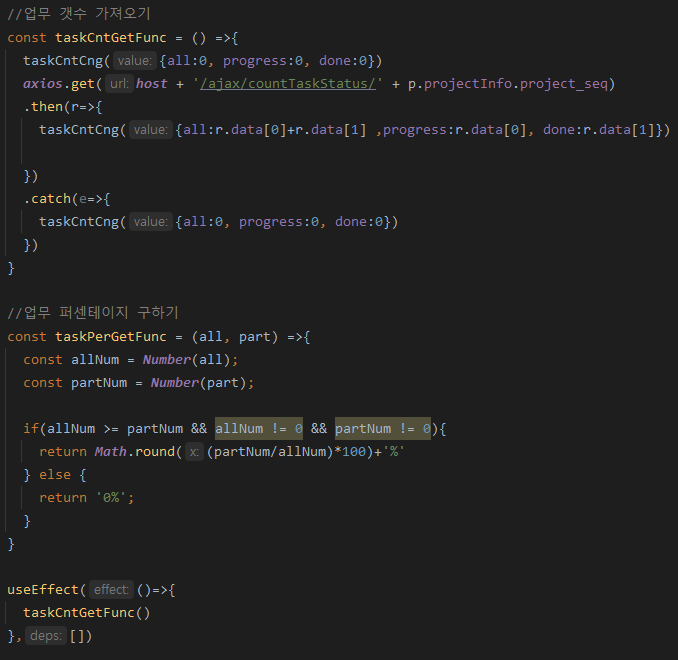 //업무 갯수 가져오기
const taskCntGetFunc = () =>{
taskCntCng( value: {all:0, progress:0, done:0})
axios.get( url: host + '/ajax/countTaskStatus/' + p.projectInfo.project_seq)
.then(r=>{
taskCntCng( value: {all:r.data[0]+r.data[1] ,progress:r.data[0], done:r.data[1]})
})
.catch(e=>{
taskCntCng( value: {all:0, progress:0, done:0})
})
}
//업무 퍼센테이지 구하기
const taskPerGetFunc = (all, part) =>{
const allNum = Number(all);
const partNum = Number(part);
if(allNum >= partNum && allNum != 0 && partNum != 0){
return Math.round( x: (partNum/allNum)*100)+'%'
} else {
return '0%';
}
}
useEffect( effect: ()=>{
taskCntGetFunc()
}, deps: [])